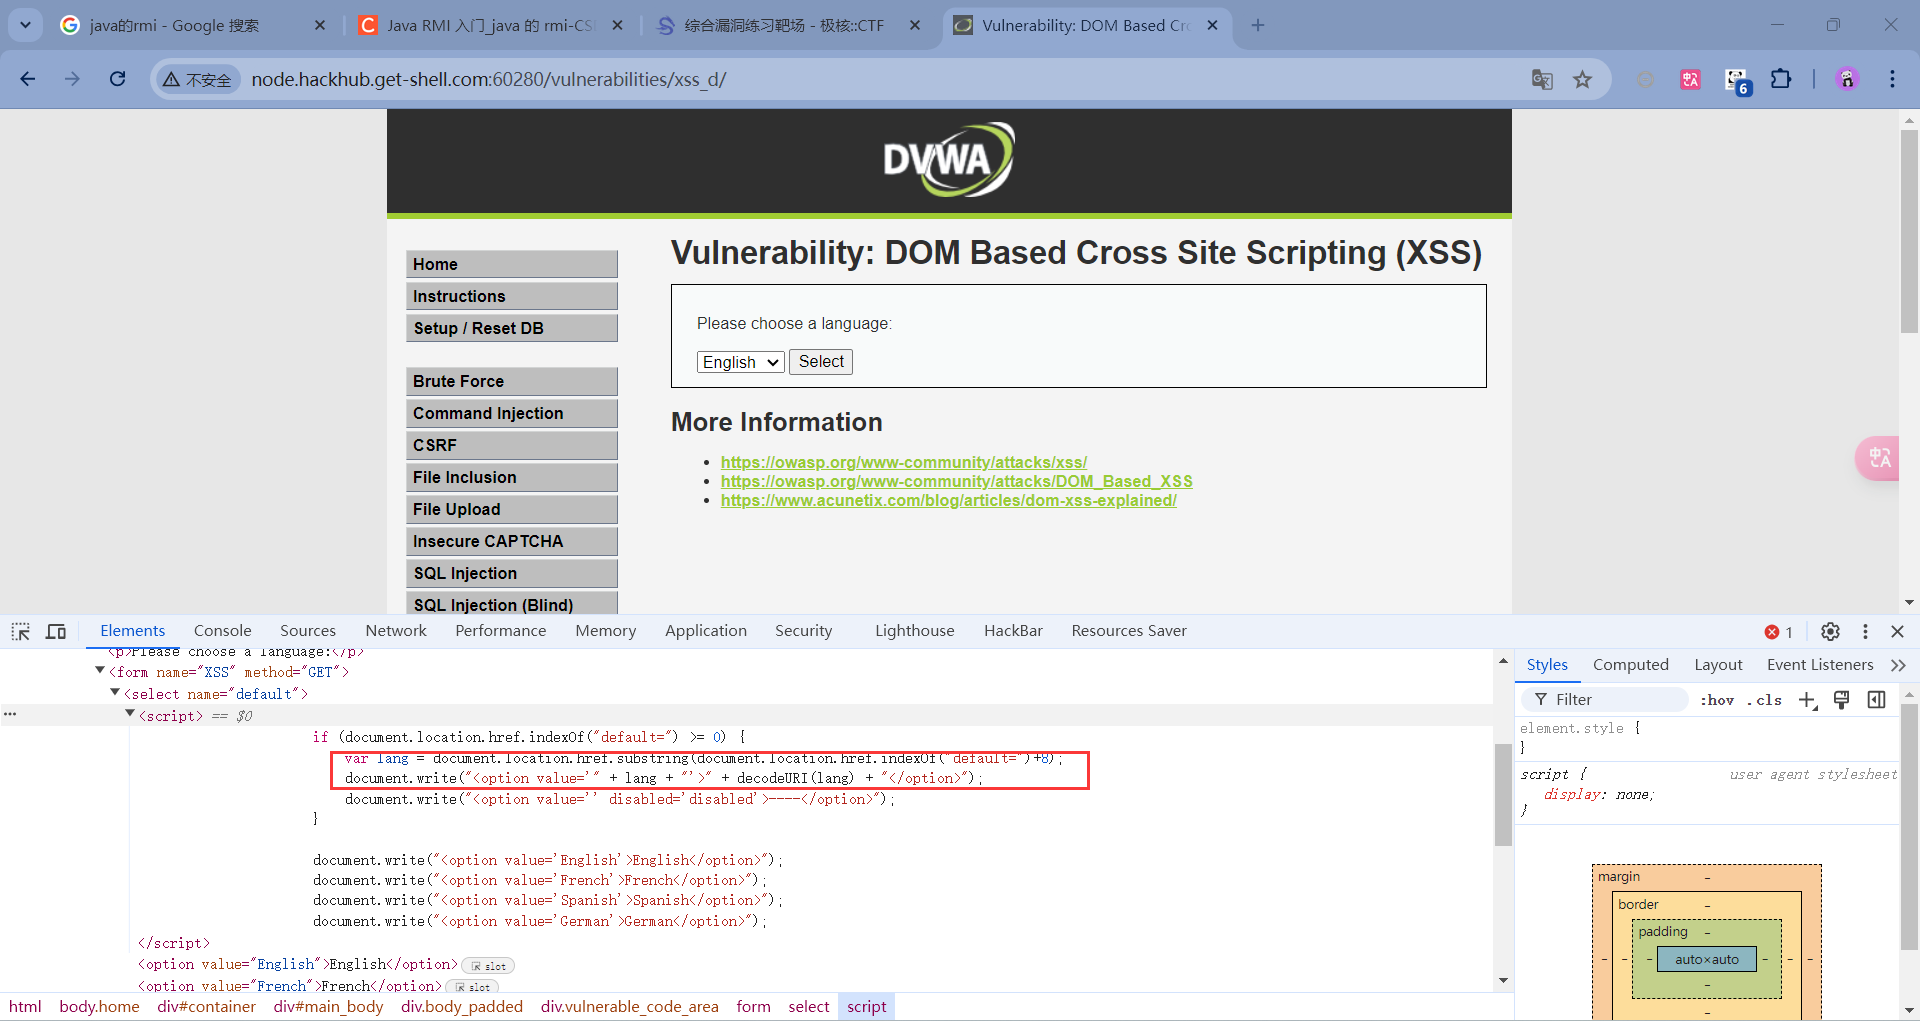 java的rmi - Google 搜索
Java RMI 入门_java 的 rmi-CS
综合漏洞练习靶场 - 极核::CTF
Vulnerability: DOM Based Cro
不安全
node.hackhub.get-shell.com:60280/vulnerabilities/xss_d/
6
DVWA
Home
Instructions
Setup / Reset DB
Brute Force
Command Injection
CSRF
File Inclusion
File Upload
Insecure CAPTCHA
SQL Injection
SQL Injection (Blind)
Vulnerability: DOM Based Cross Site Scripting (XSS)
Please choose a language:
English
Select
More Information
https://owasp.org/www-community/attacks/xss/
https://owasp.org/www-community/attacks/DOM_Based_XSS
https://www.acunetix.com/blog/articles/dom-xss-explained/
中A
Elements Console Sources Network Performance Memory Application Security Lighthouse HackBar Resources Saver
1
<p>Please choose a language:</p>
<form name="XSS" method="GET">
<select name="default">
<script> == $0
if (document.location.href.indexOf("default=") >= 0) {
var lang = document.location.href.substring(document.location.href.indexOf("default=")+8);
document.write("<option value='" + lang + "'>" + decodeURI(lang) + "</option>");
document.write("<option value='' disabled='disabled'>----</option>");
}
document.write("<option value='English'>English</option>");
document.write("<option value='French'>French</option>");
document.write("<option value='Spanish'>Spanish</option>");
document.write("<option value='German'>German</option>");
</script>
<option value="English">English</option> slot
<option value="French">French</option> slot
html body.home div#container div#main_body div.body_padded div.vulnerable_code_area form select script
Styles Computed Layout Event Listeners
Filter
:hov .cls
element.style {
}
script {
user agent stylesheet
display: none;
}
margin
border
padding
auto×auto